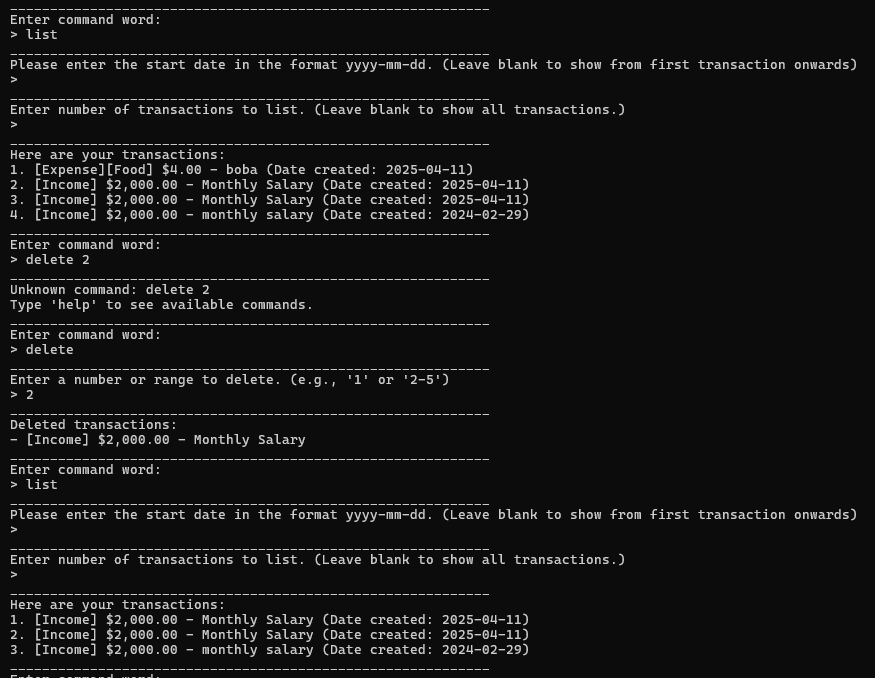 ____________________________________________________________
Enter command word:
> list
____________________________________________________________
Please enter the start date in the format yyyy-mm-dd. (Leave blank to show from first transaction onwards)
>
____________________________________________________________
Enter number of transactions to list. (Leave blank to show all transactions.)
>
____________________________________________________________
Here are your transactions:
1. [Expense][Food] $4.00 - boba (Date created: 2025-04-11)
2. [Income] $2,000.00 - Monthly Salary (Date created: 2025-04-11)
3. [Income] $2,000.00 - Monthly Salary (Date created: 2025-04-11)
4. [Income] $2,000.00 - monthly salary (Date created: 2024-02-29)
____________________________________________________________
Enter command word:
> delete 2
____________________________________________________________
Unknown command: delete 2
Type 'help' to see available commands.
____________________________________________________________
Enter command word:
> delete
____________________________________________________________
Enter a number or range to delete. (e.g., '1' or '2-5')
> 2
____________________________________________________________
Deleted transactions:
- [Income] $2,000.00 - Monthly Salary
____________________________________________________________
Enter command word:
> list
____________________________________________________________
Please enter the start date in the format yyyy-mm-dd. (Leave blank to show from first transaction onwards)
>
____________________________________________________________
Enter number of transactions to list. (Leave blank to show all transactions.)
>
____________________________________________________________
Here are your transactions:
1. [Income] $2,000.00 - Monthly Salary (Date created: 2025-04-11)
2. [Income] $2,000.00 - Monthly Salary (Date created: 2025-04-11)
3. [Income] $2,000.00 - monthly salary (Date created: 2024-02-29)
____________________________________________________________
Enter command word: